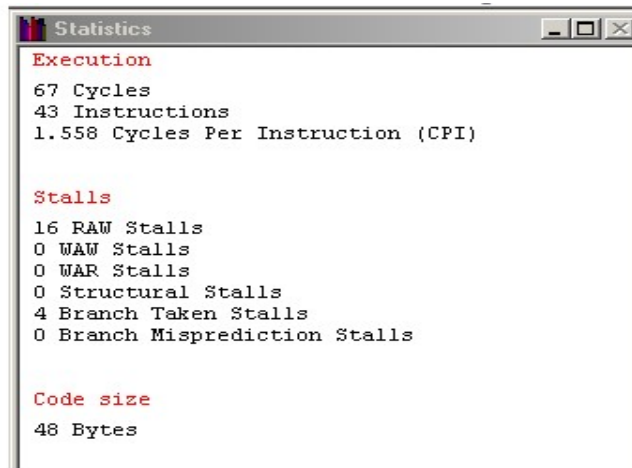 Statistics
Execution
67 Cycles
43 Instructions
1.558 Cycles Per Instruction (CPI)
Stalls
16 RAW Stalls
0 WAW Stalls
0 WAR Stalls
0 Structural Stalls
4 Branch Taken Stalls
0 Branch Misprediction Stalls
Code size
48 Bytes